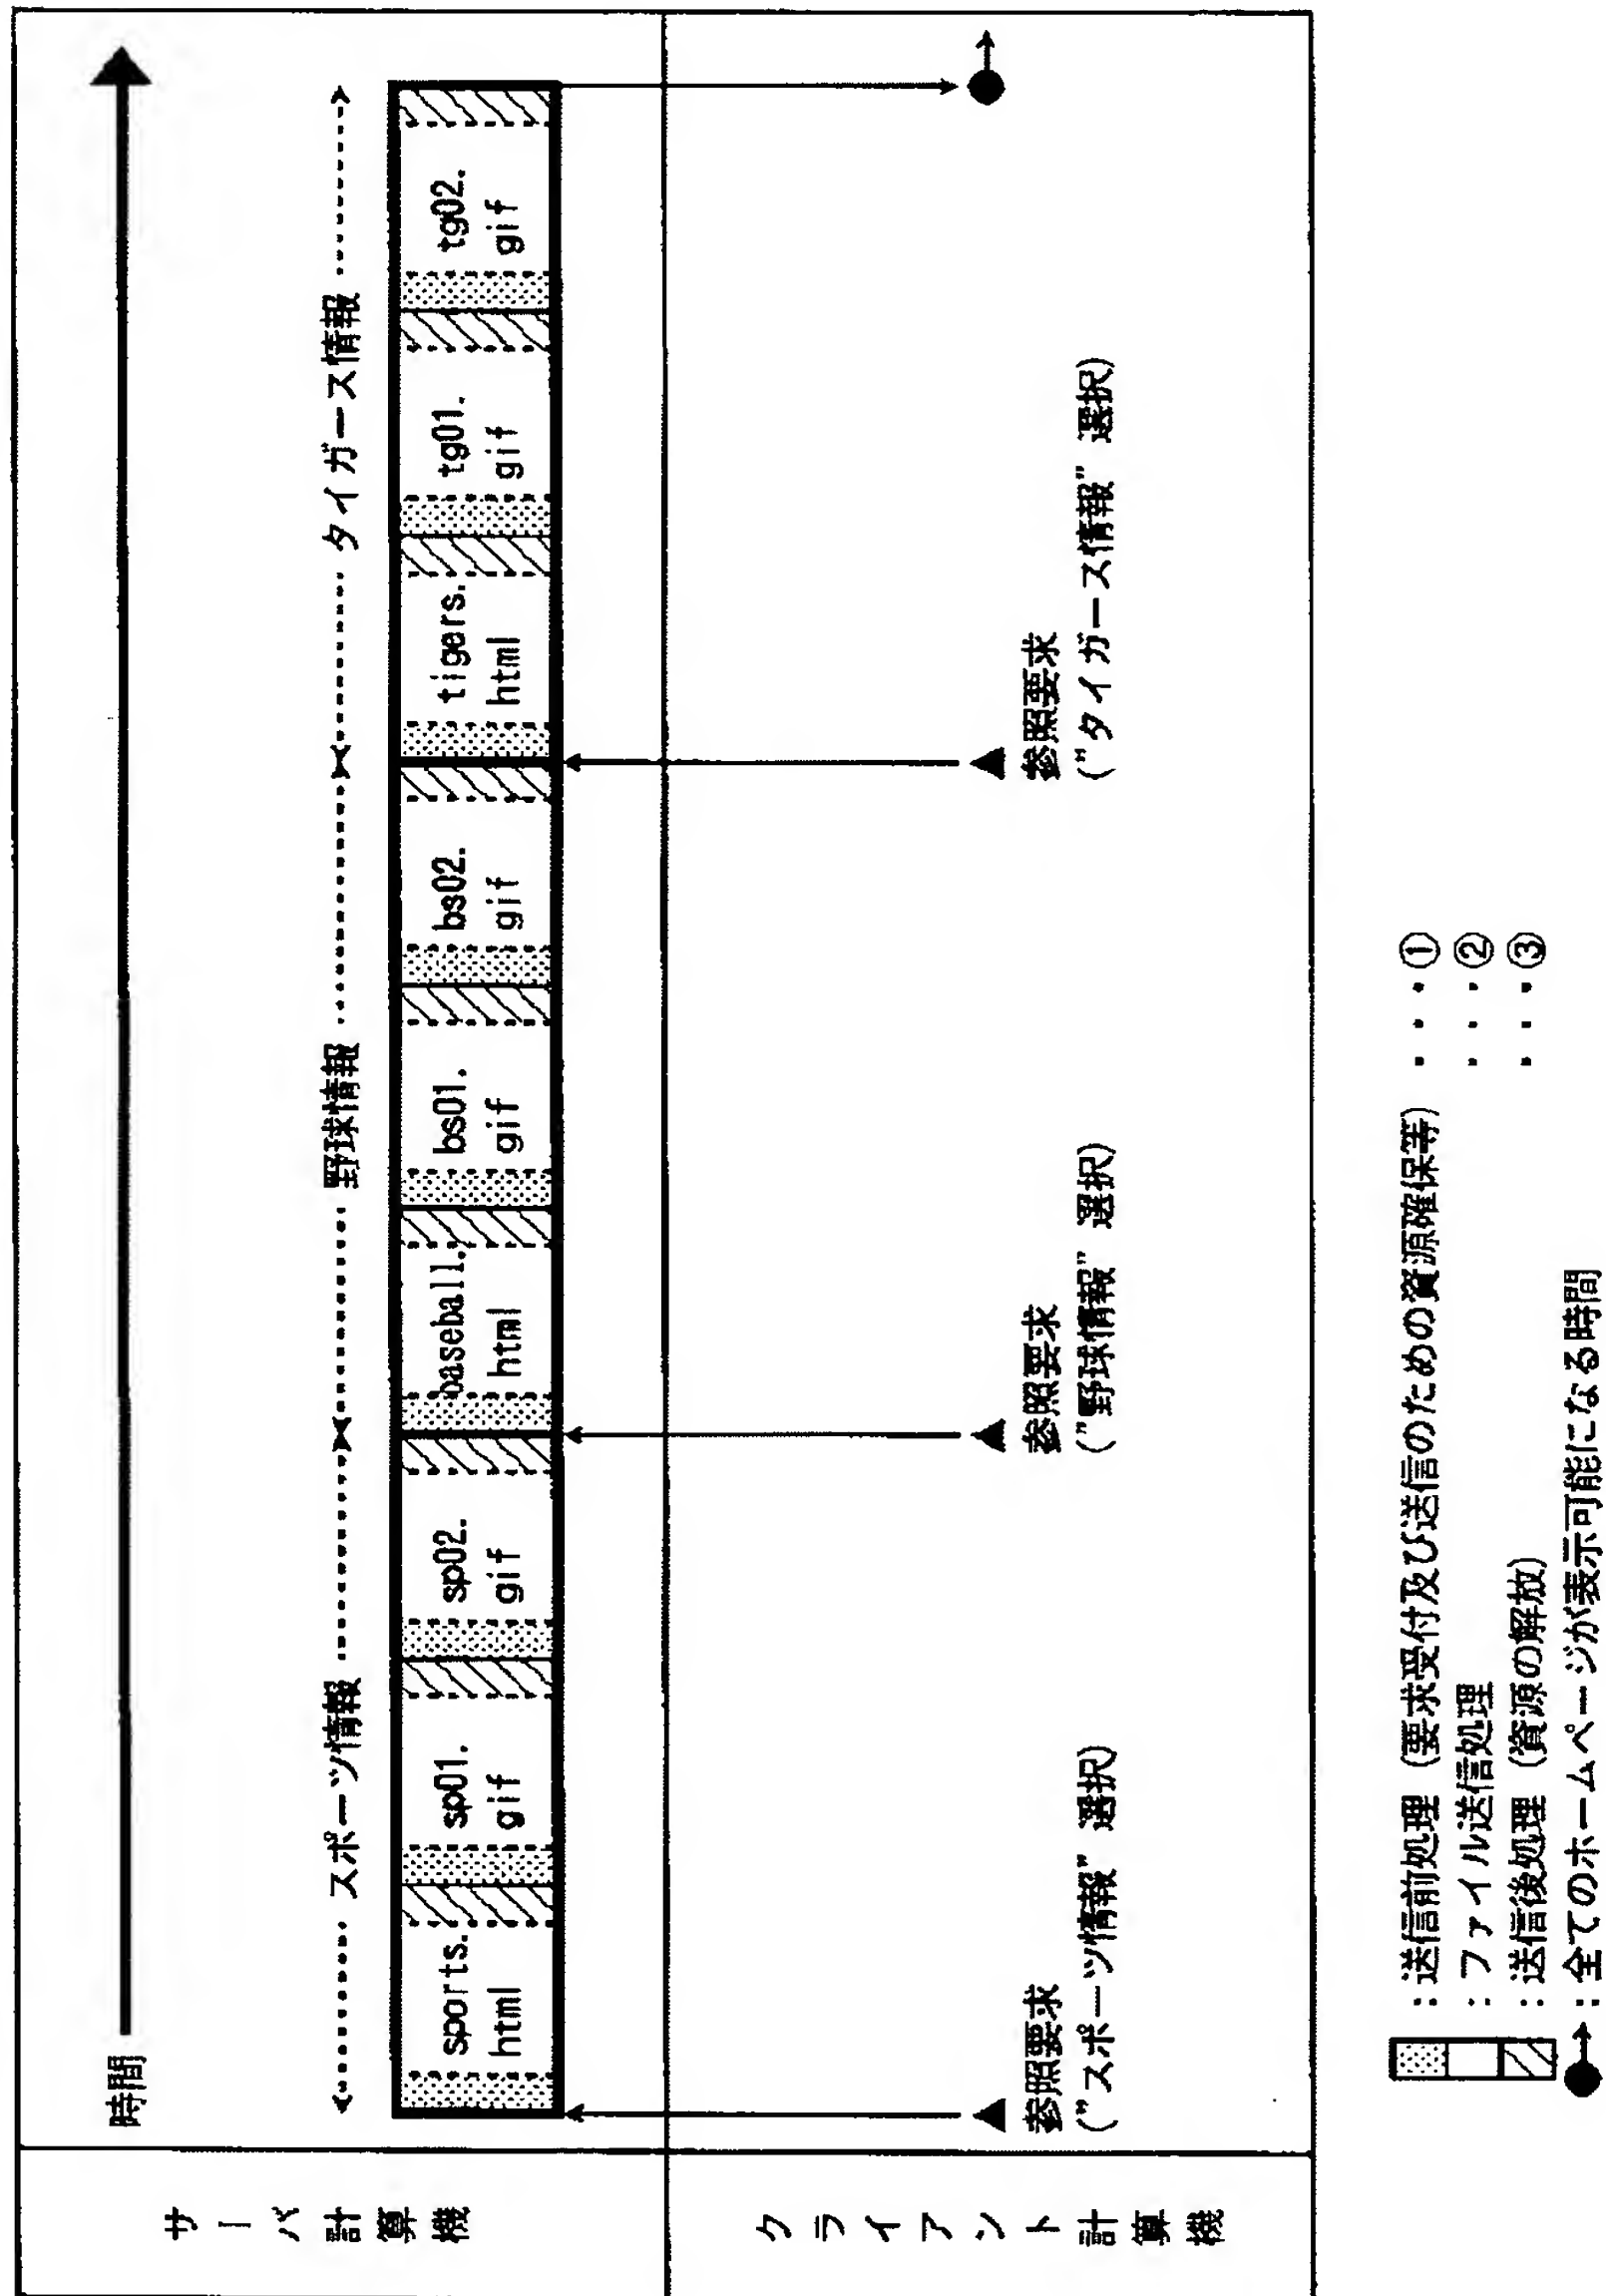 時間
サーバ計算機
スポーツ情報
野球情報
タイガース情報
sports.
html
sp01.
gif
sp02.
gif
baseball.
html
bs01.
gif
bs02.
gif
tigers.
html
tg01.
gif
tg02.
gif
クライアント計算機
参照要求
("スポーツ情報" 選択)
参照要求
("野球情報" 選択)
参照要求
("タイガース情報" 選択)
：送信前処理（要求受付及び送信のための資源確保等）・・・①
：ファイル送信処理 ・・・②
：送信後処理（資源の解放） ・・・③
：全てのホームページが表示可能になる時間